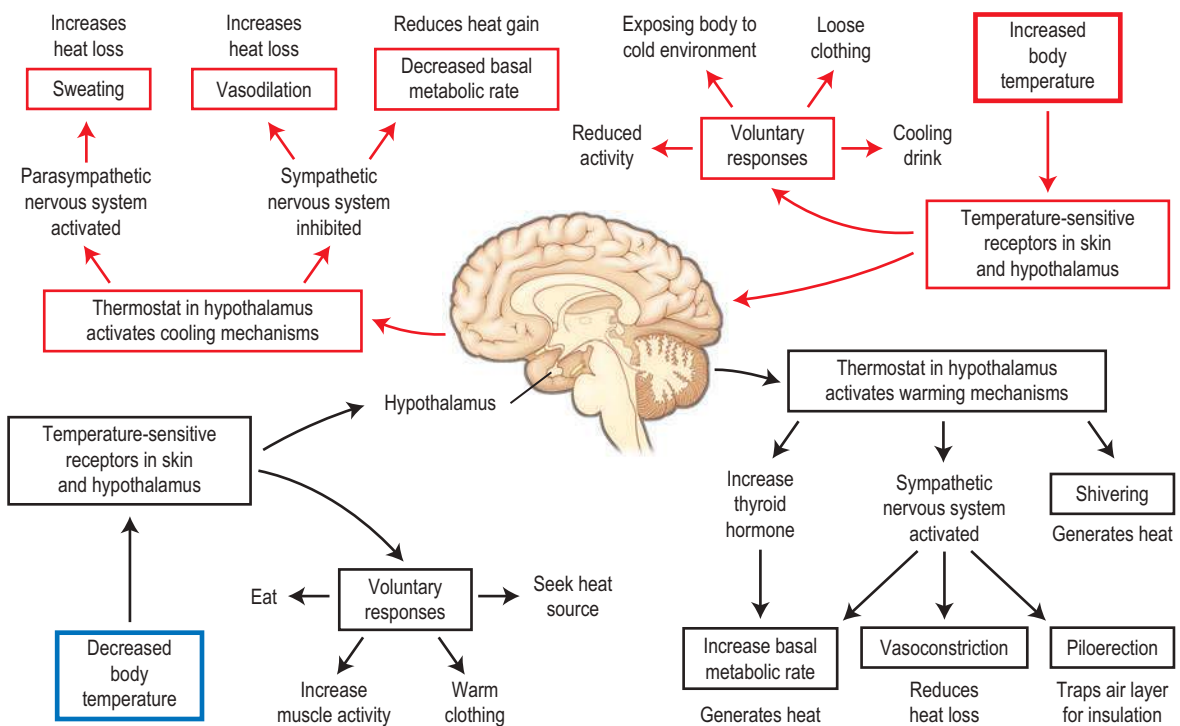 Increases
heat loss
Sweating
Parasympathetic
nervous system
activated
Increases
heat loss
Vasodilation
Reduces heat gain
Decreased basal
metabolic rate
Sympathetic
nervous system
inhibited
Thermostat in hypothalamus
activates cooling mechanisms
Exposing body to
cold environment
Loose
clothing
Reduced
activity
Voluntary
responses
Cooling
drink
Increased
body
temperature
Temperature-sensitive
receptors in skin
and hypothalamus
Hypothalamus
Temperature-sensitive
receptors in skin
and hypothalamus
Decreased
body
temperature
Eat
Voluntary
responses
Seek heat
source
Increase
muscle activity
Warm
clothing
Thermostat in hypothalamus
activates warming mechanisms
Increase
thyroid
hormone
Sympathetic
nervous system
activated
Shivering
Generates heat
Increase basal
metabolic rate
Generates heat
Vasoconstriction
Reduces
heat loss
Piloerection
Traps air layer
for insulation